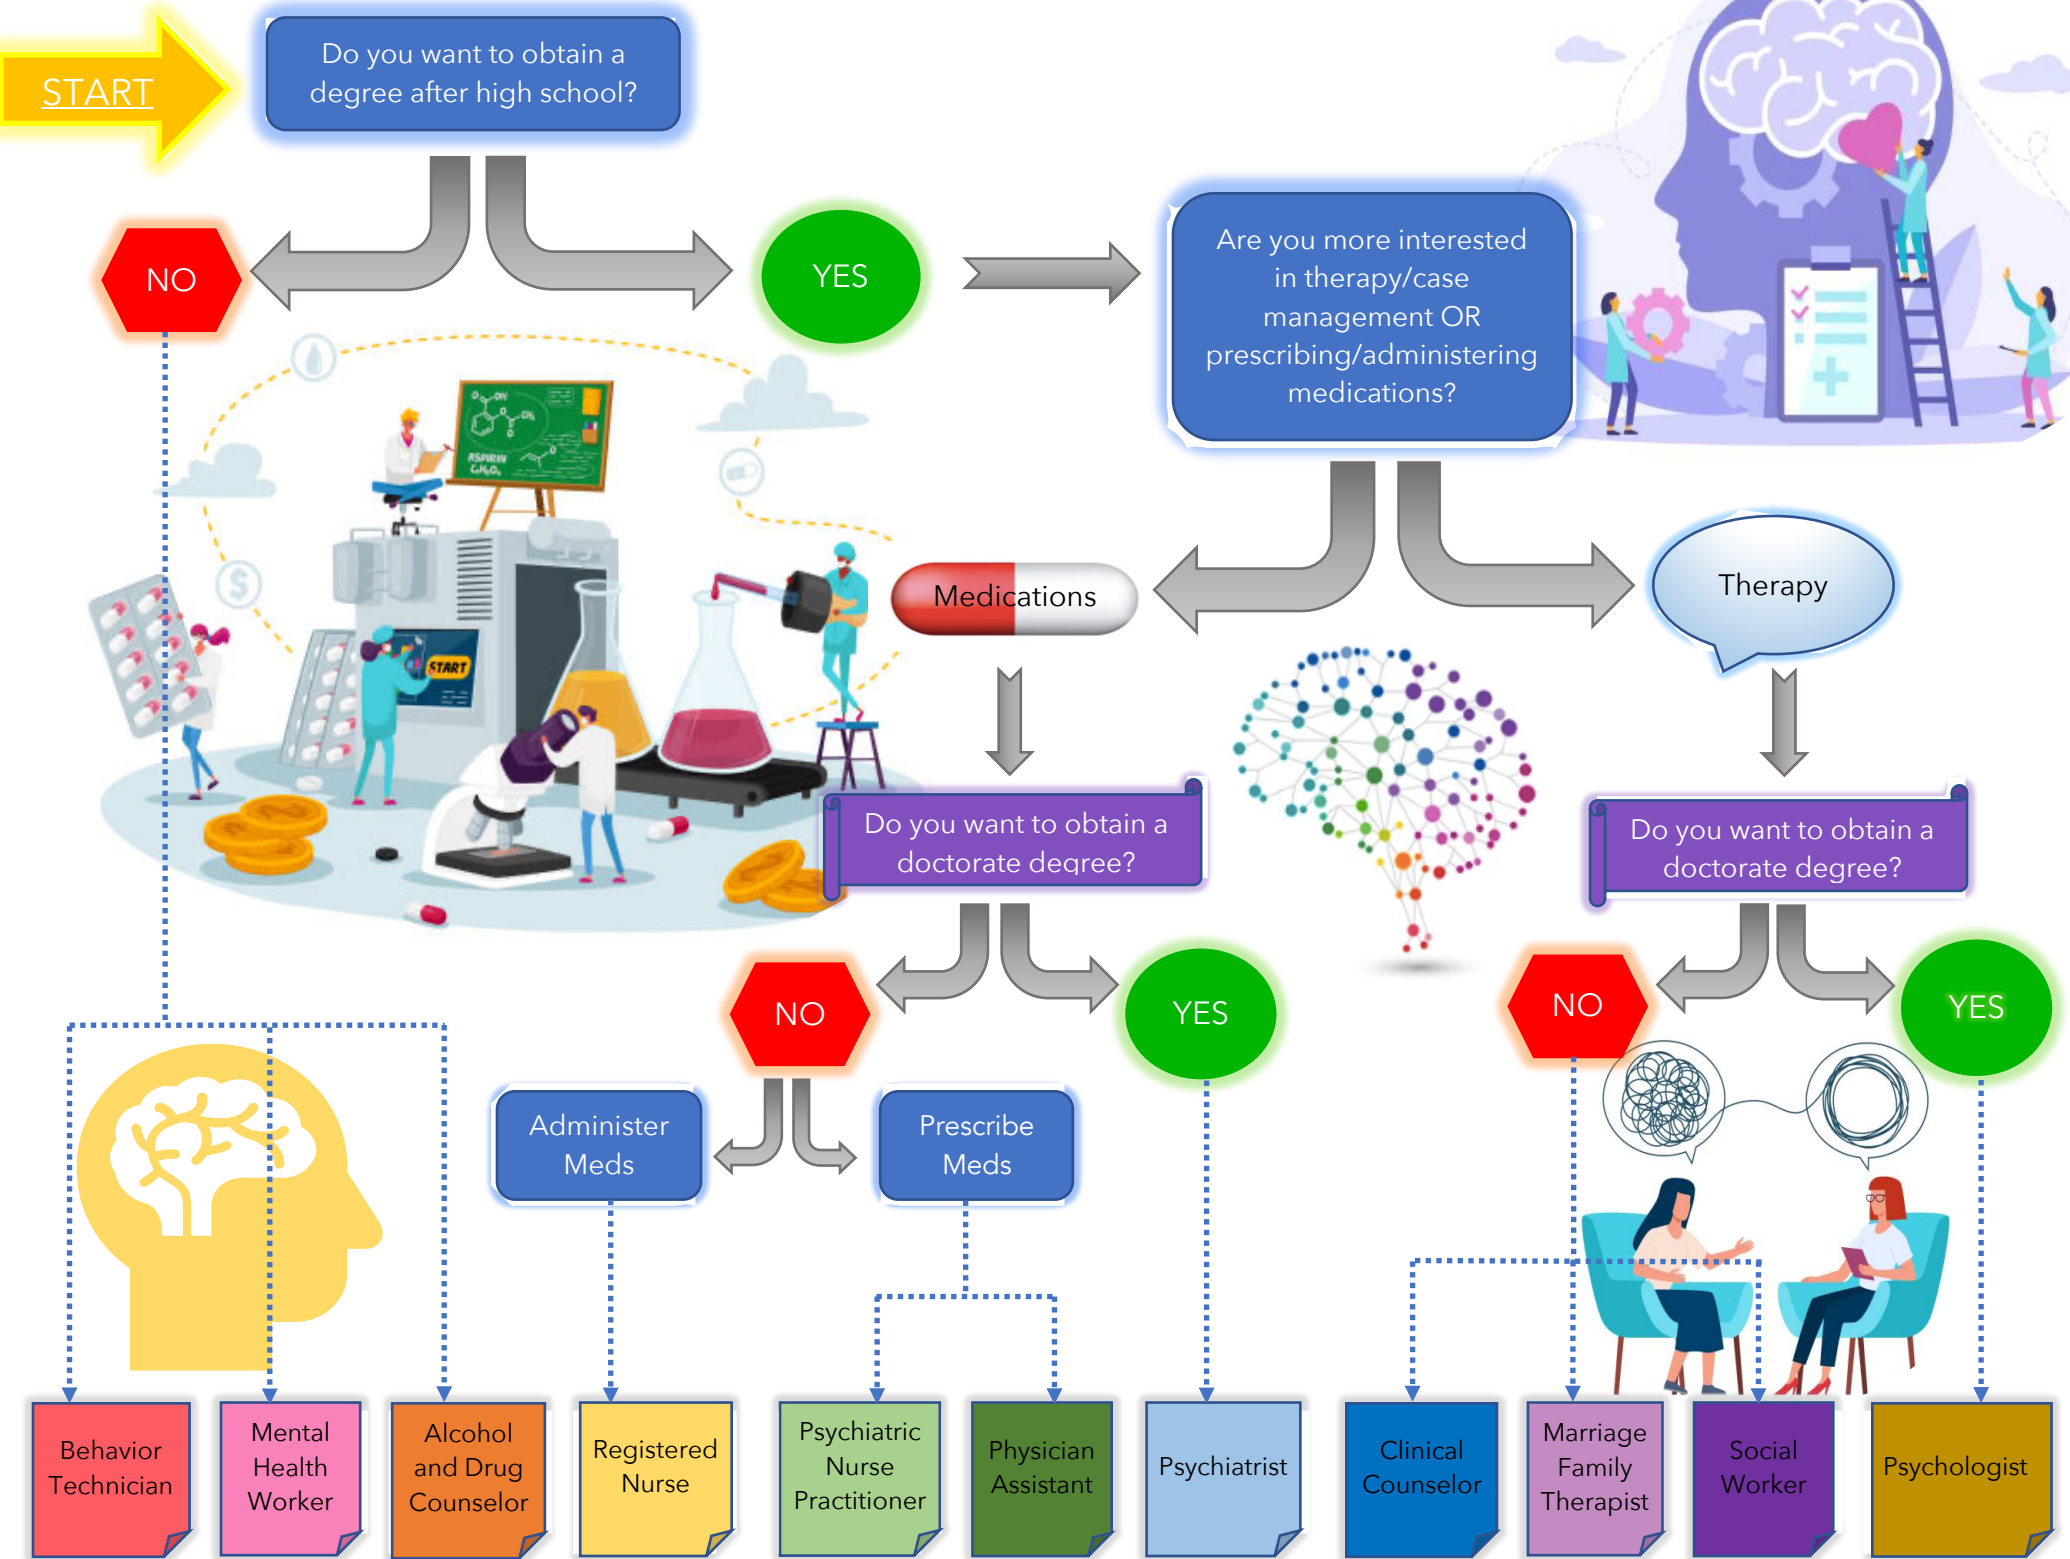 START
Do you want to obtain a
degree after high school?
NO
YES
Are you more interested
in therapy/case
management OR
prescribing/administering
medications?
ASPIRIN
START
Medications
Therapy
Do you want to obtain a
doctorate degree?
Do you want to obtain a
doctorate degree?
NO
YES
NO
YES
Administer
Meds
Prescribe
Meds
Behavior
Technician
Mental
Health
Worker
Alcohol
and Drug
Counselor
Registered
Nurse
Psychiatric
Nurse
Practitioner
Physician
Assistant
Psychiatrist
Clinical
Counselor
Marriage
Family
Therapist
Social
Worker
Psychologist